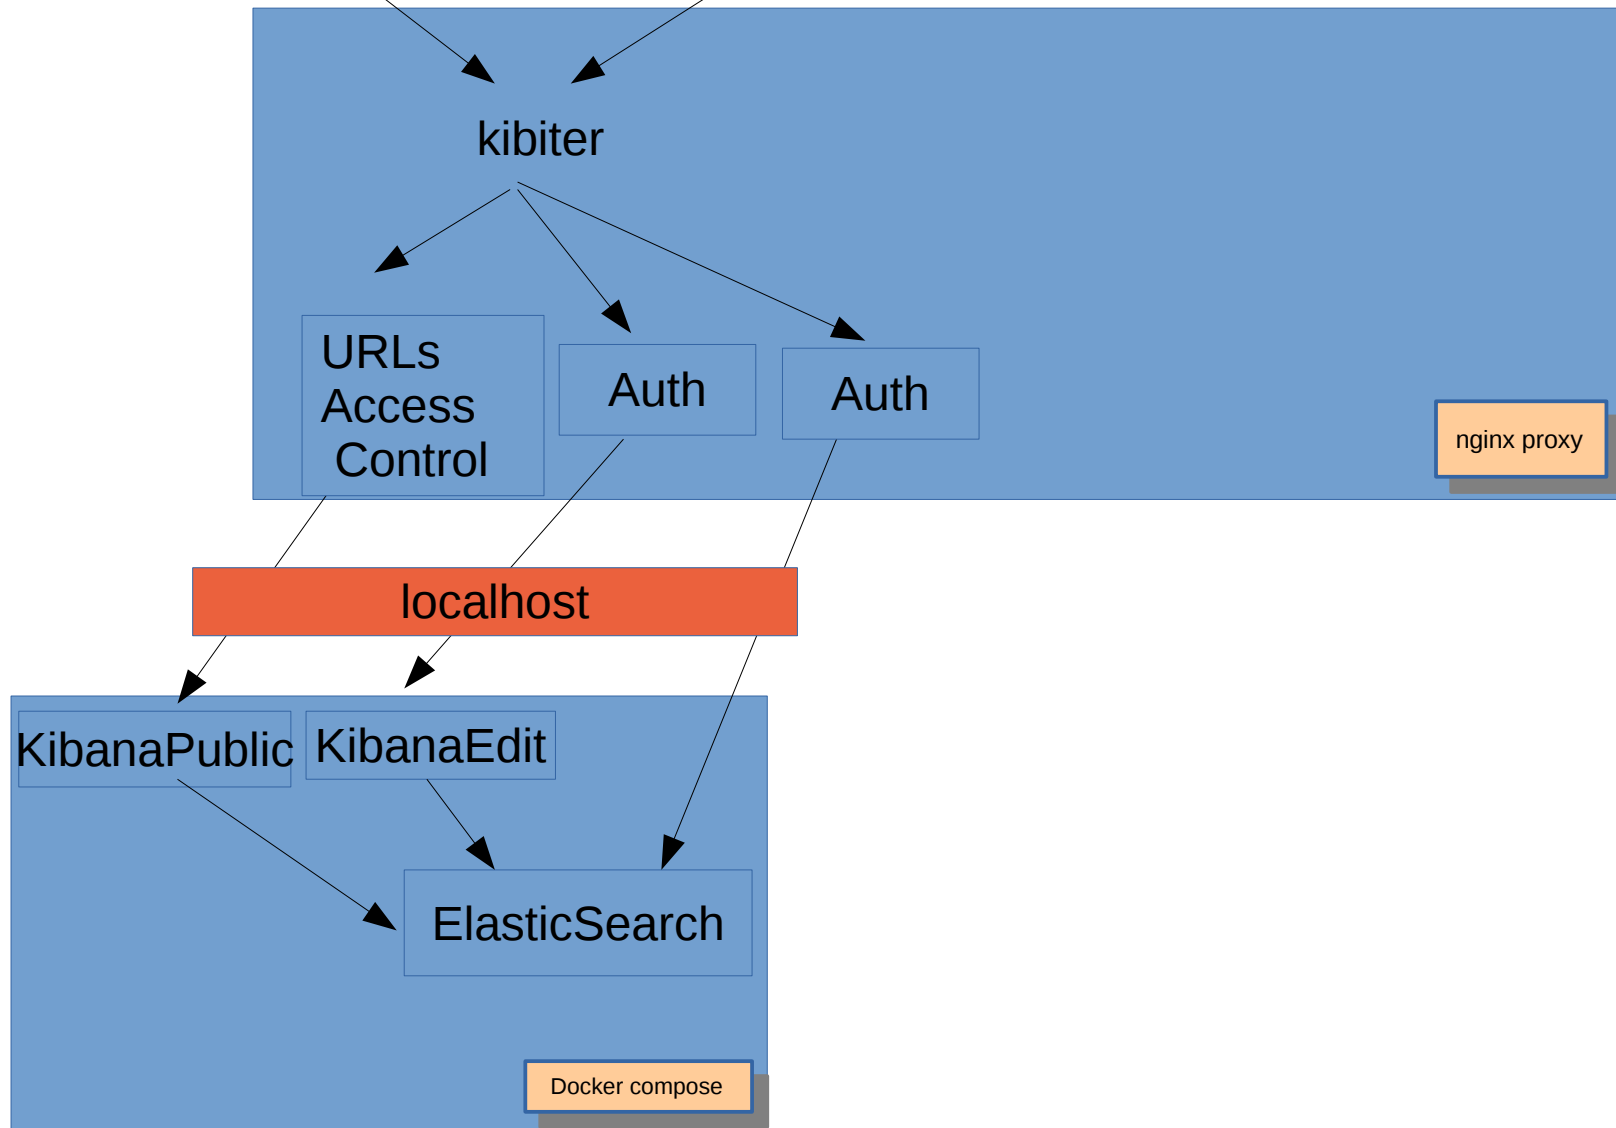 kibiter
URLs
Access
Control
Auth
Auth
nginx proxy
localhost
KibanaPublic
KibanaEdit
ElasticSearch
Docker compose